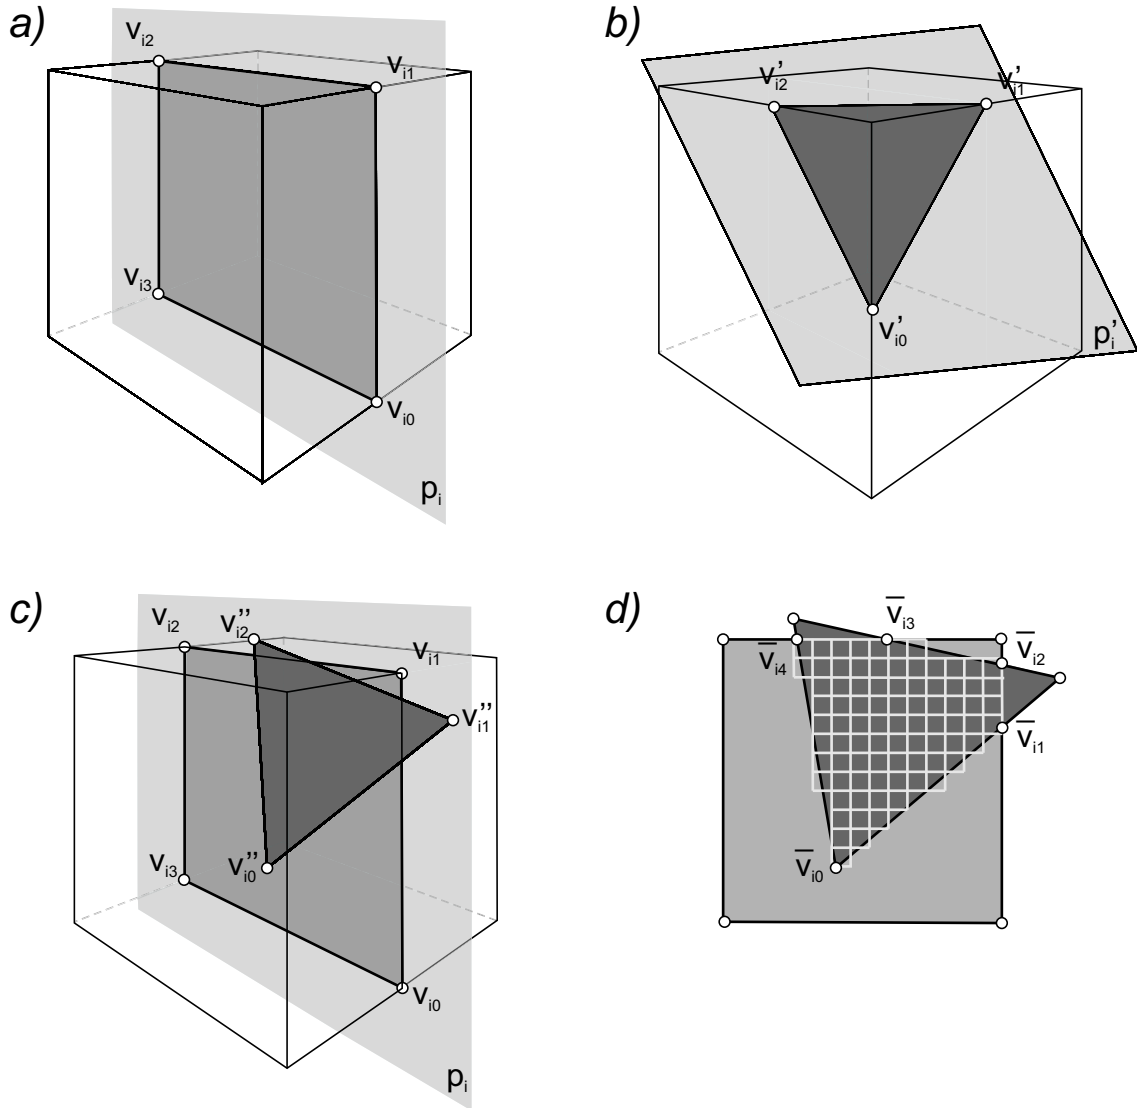 a)
v_i2
v_i1
v_i3
v_i0
p_i
b)
v'_i2
v'_i1
v'_i0
p'_i
c)
v_i2
v''_i2
v_i1
v''_i1
v_i3
v''_i0
v_i0
p_i
d)
v̅_i3
v̅_i4
v̅_i2
v̅_i1
v̅_i0